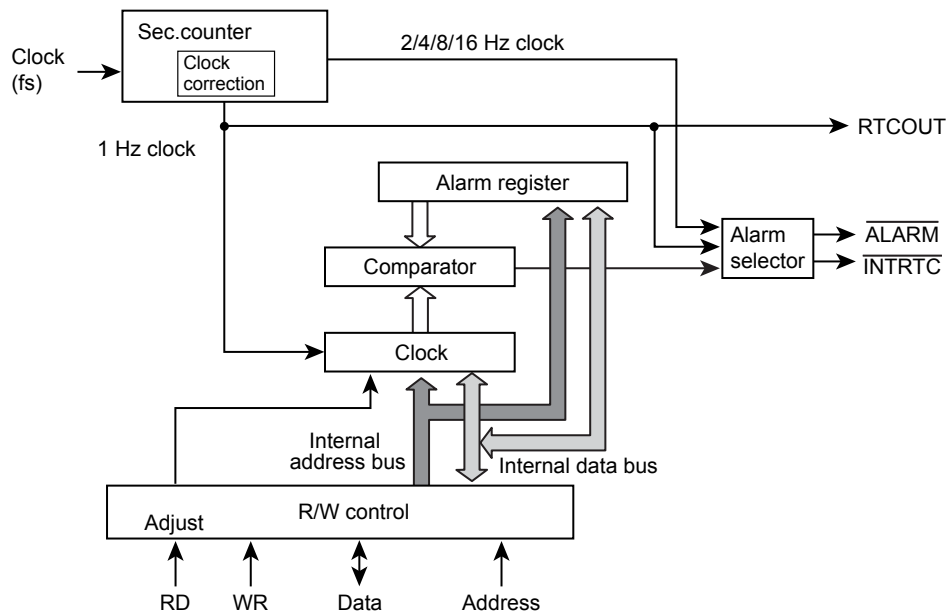 Sec.counter
2/4/8/16 Hz clock
Clock
(fs)
Clock
correction
RTCOUT
1 Hz clock
Alarm register
Alarm
selector
ALARM
INTRTC
Comparator
Clock
Internal
address bus
Internal data bus
R/W control
Adjust
RD
WR
Data
Address